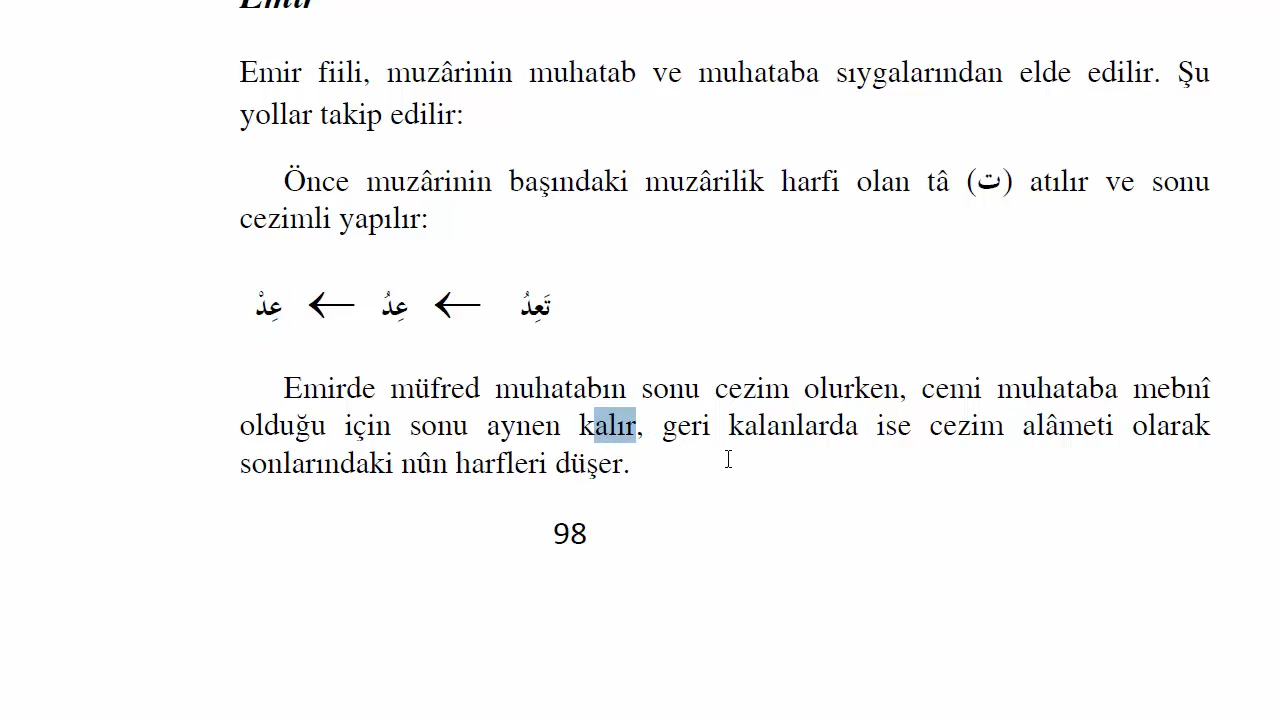 Emir
Emir fiili, muzârinin muhatab ve muhataba sıygalarından elde edilir. Şu
yollar takip edilir:
Önce muzârinin başındaki muzârilik harfi olan tâ (ت) atılır ve sonu
cezimli yapılır:
تَعِدُ ← عِدُ ← عِدْ
Emirde müfred muhatabın sonu cezim olurken, cemi muhataba mebnî
olduğu için sonu aynen kalır, geri kalanlarda ise cezim alâmeti olarak
sonlarındaki nûn harfleri düşer.
98